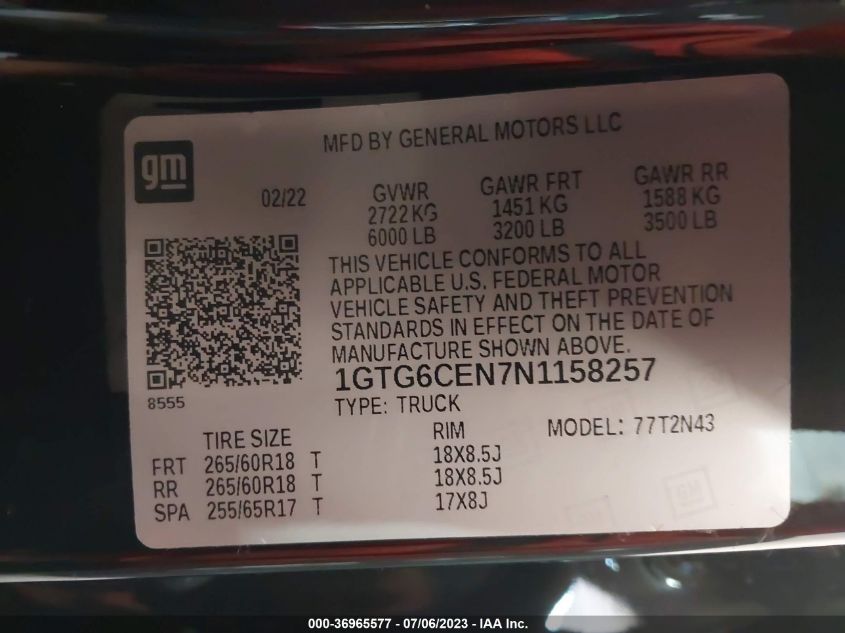 MFD BY GENERAL MOTORS LLC
gm
02/22
GVWR GAWR FRT GAWR RR
2722 KG 1451 KG 1588 KG
6000 LB 3200 LB 3500 LB
THIS VEHICLE CONFORMS TO ALL
APPLICABLE U.S. FEDERAL MOTOR
VEHICLE SAFETY AND THEFT PREVENTION
STANDARDS IN EFFECT ON THE DATE OF
MANUFACTURE SHOWN ABOVE.
1GTG6CEN7N1158257
8555
TYPE: TRUCK
TIRE SIZE RIM MODEL: 77T2N43
FRT 265/60R18 T 18X8.5J
RR 265/60R18 T 18X8.5J
SPA 255/65R17 T 17X8J
GM
000-36965577 - 07/06/2023 - IAA Inc.